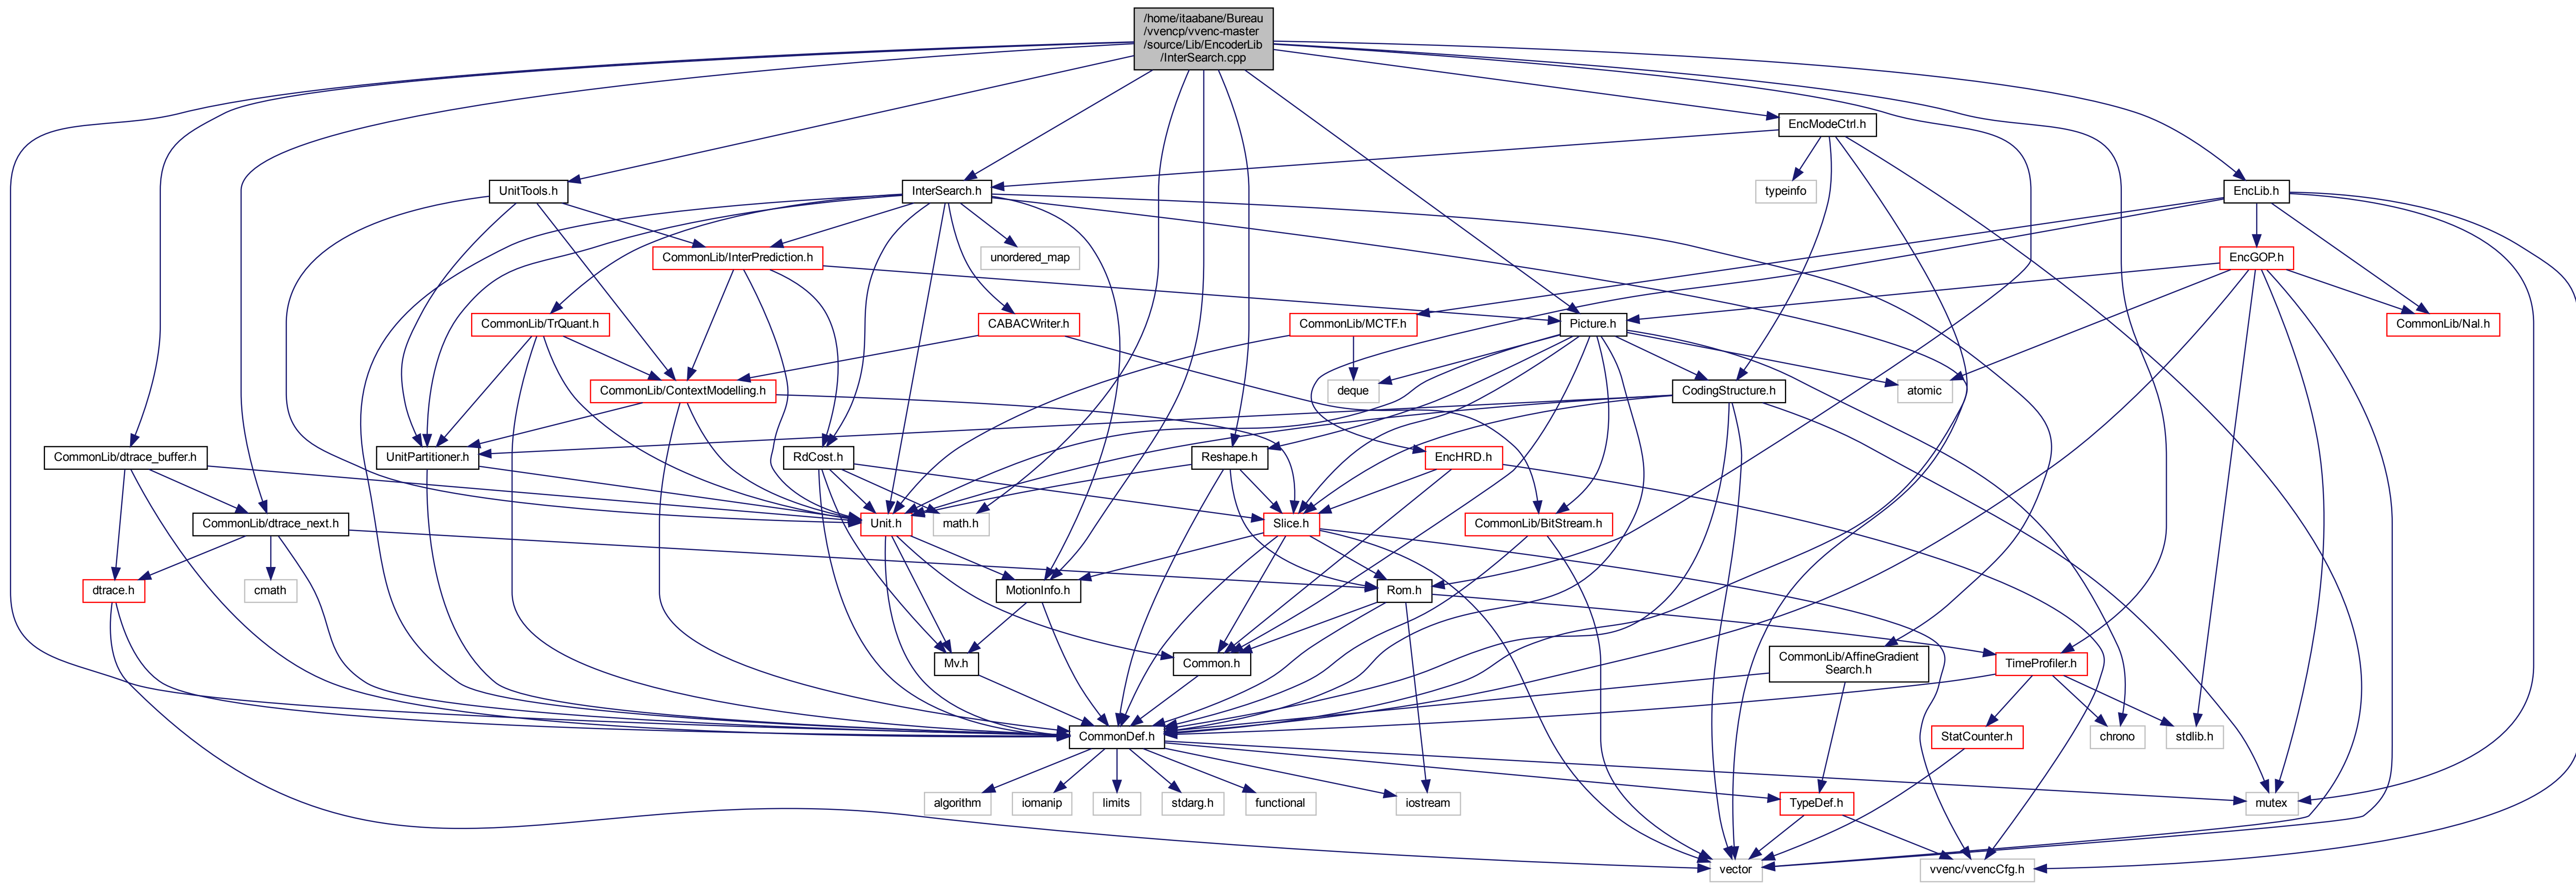 /home/itaabane/Bureau
/vvencp/vvenc-master
/source/Lib/EncoderLib
/InterSearch.cpp
EncModeCtrl.h
UnitTools.h
InterSearch.h
typeinfo
EncLib.h
CommonLib/InterPrediction.h
unordered_map
EncGOP.h
CommonLib/TrQuant.h
CABACWriter.h
CommonLib/MCTF.h
Picture.h
CommonLib/Nal.h
CommonLib/ContextModelling.h
deque
CodingStructure.h
atomic
CommonLib/dtrace_buffer.h
UnitPartitioner.h
RdCost.h
Reshape.h
EncHRD.h
CommonLib/dtrace_next.h
Unit.h
math.h
Slice.h
CommonLib/BitStream.h
dtrace.h
cmath
MotionInfo.h
Rom.h
Mv.h
Common.h
CommonLib/AffineGradient
Search.h
TimeProfiler.h
CommonDef.h
StatCounter.h
chrono
stdlib.h
algorithm
iomanip
limits
stdarg.h
functional
iostream
TypeDef.h
mutex
vector
vvenc/vvencCfg.h